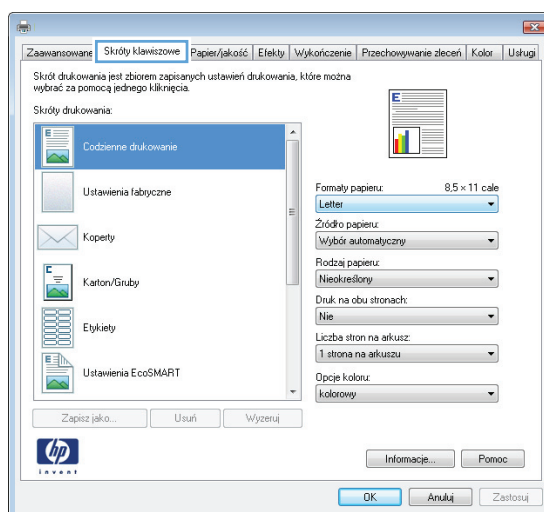 Zaawansowane Skróty klawiszowe Papier/jakość Efekty Wykończenie Przechowywanie zleceń Kolor Usługi
Skrót drukowania jest zbiorem zapisanych ustawień drukowania, które można
wybrać za pomocą jednego kliknięcia.
Skróty drukowania:
E
Codzienne drukowanie
Ustawienia fabryczne
Koperty
C
Karton/Gruby
Etykiety
E
Ustawienia EcoSMART
E
Formaty papieru: 8,5 × 11 cale
Letter
Źródło papieru:
Wybór automatyczny
Rodzaj papieru:
Nieokreślony
Druk na obu stronach:
Nie
Liczba stron na arkusz:
1 strona na arkuszu
Opcje koloru:
kolorowy
Zapisz jako... Usuń Wyzeruj
hp
invent
Informacje... Pomoc
OK Anuluj Zastosuj